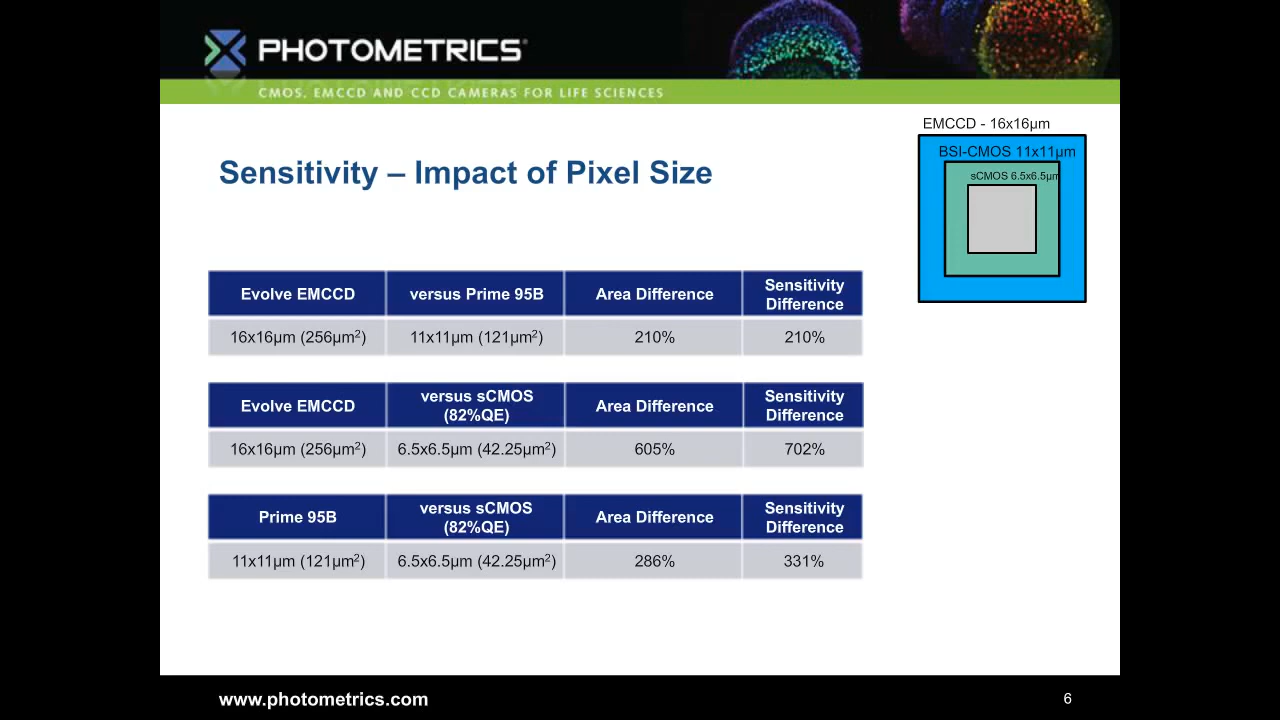 PHOTOMETRICS®
CMOS, EMCCD AND CCD CAMERAS FOR LIFE SCIENCES
EMCCD - 16x16µm
BSI-CMOS 11x11µm
sCMOS 6.5x6.5µm
Sensitivity – Impact of Pixel Size
Evolve EMCCD versus Prime 95B Area Difference Sensitivity Difference
16x16µm (256µm²) 11x11µm (121µm²) 210% 210%
Evolve EMCCD versus sCMOS (82%QE) Area Difference Sensitivity Difference
16x16µm (256µm²) 6.5x6.5µm (42.25µm²) 605% 702%
Prime 95B versus sCMOS (82%QE) Area Difference Sensitivity Difference
11x11µm (121µm²) 6.5x6.5µm (42.25µm²) 286% 331%
www.photometrics.com
6